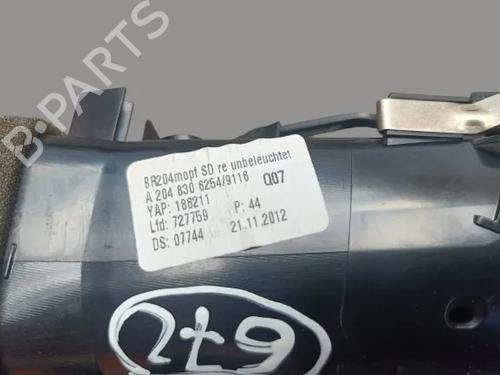 B-PARTS
BR204mopf SD re unbeleuchtet
A 204 830 6254/9116 Q07
YAP: 186211
Lfd: 727759 P: 44
DS: 07744 21.11.2012